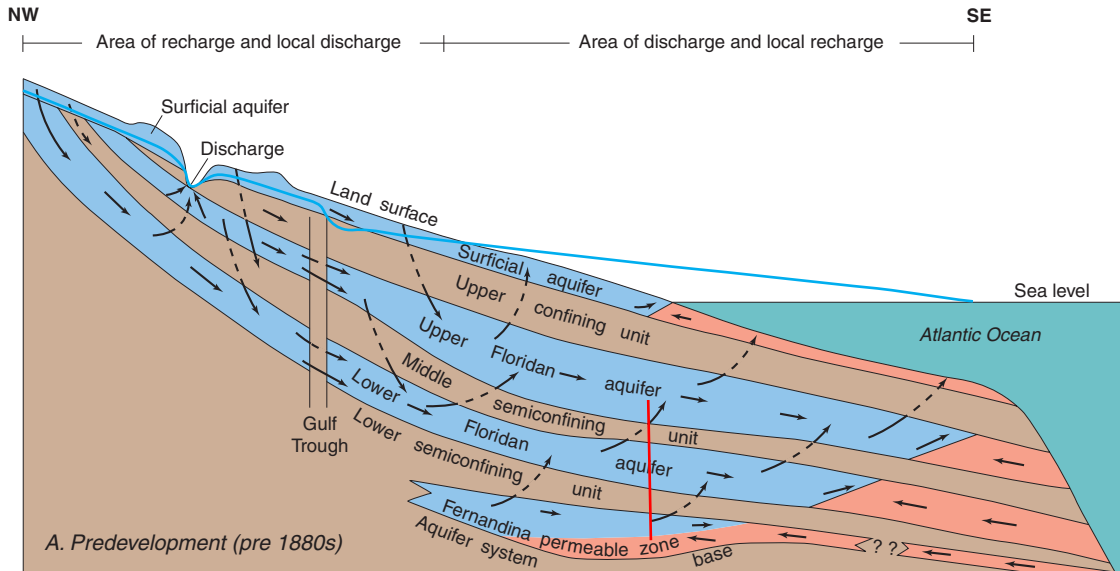 NW
SE
Area of recharge and local discharge
Area of discharge and local recharge
Surficial aquifer
Discharge
Land surface
Surficial aquifer
Sea level
Upper confining unit
Atlantic Ocean
Upper Floridan aquifer
Middle semiconfining unit
Gulf
Trough
Lower Floridan aquifer
Lower semiconfining unit
Fernandina permeable zone
Aquifer system base
? ?
A. Predevelopment (pre 1880s)